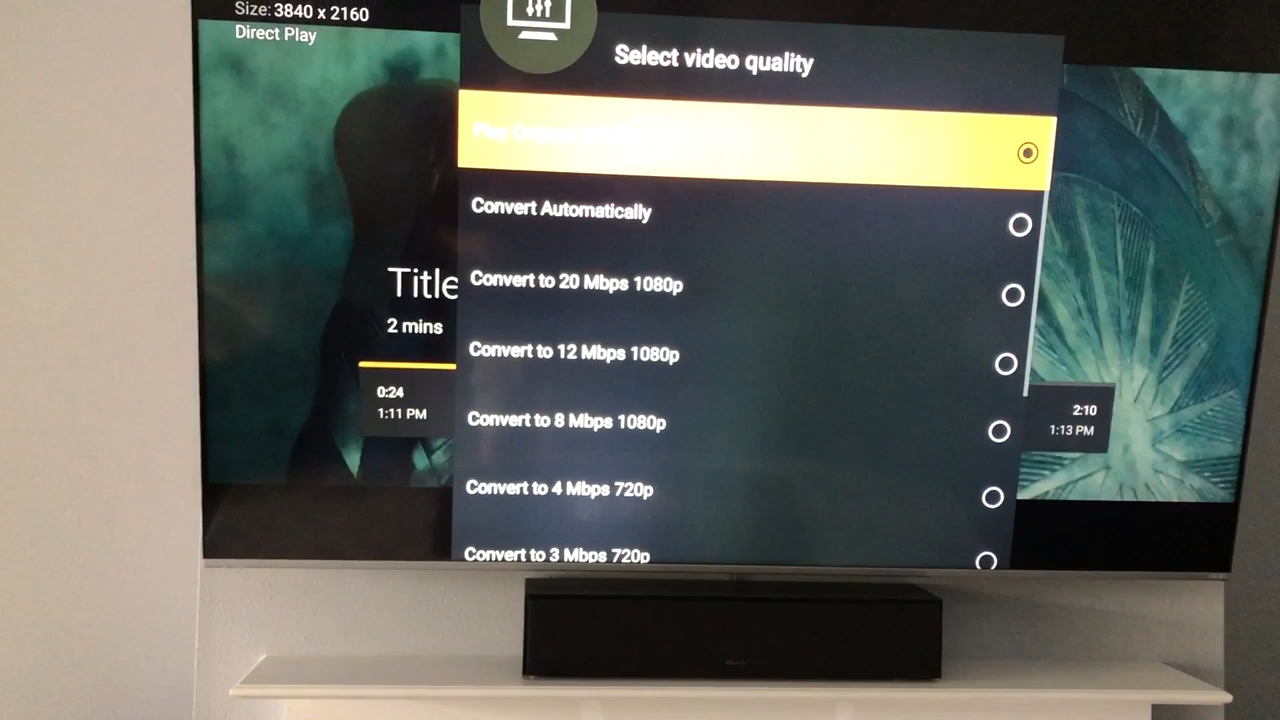 Size: 3840 x 2160
Direct Play
Select video quality
Play
Convert Automatically
Convert to 20 Mbps 1080p
Convert to 12 Mbps 1080p
Convert to 8 Mbps 1080p
Convert to 4 Mbps 720p
Convert to 3 Mbps 720p
Title
2 mins
0:24
1:11 PM
2:10
1:13 PM